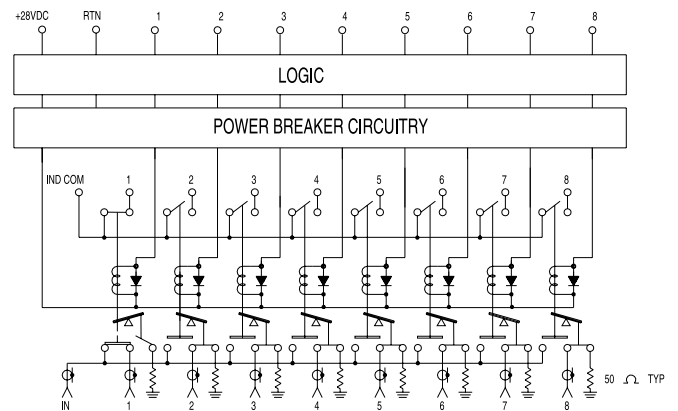 +28VDC RTN 1 2 3 4 5 6 7 8
LOGIC
POWER BREAKER CIRCUITRY
IND COM 1 2 3 4 5 6 7 8
50 Ω TYP
IN 1 2 3 4 5 6 7 8